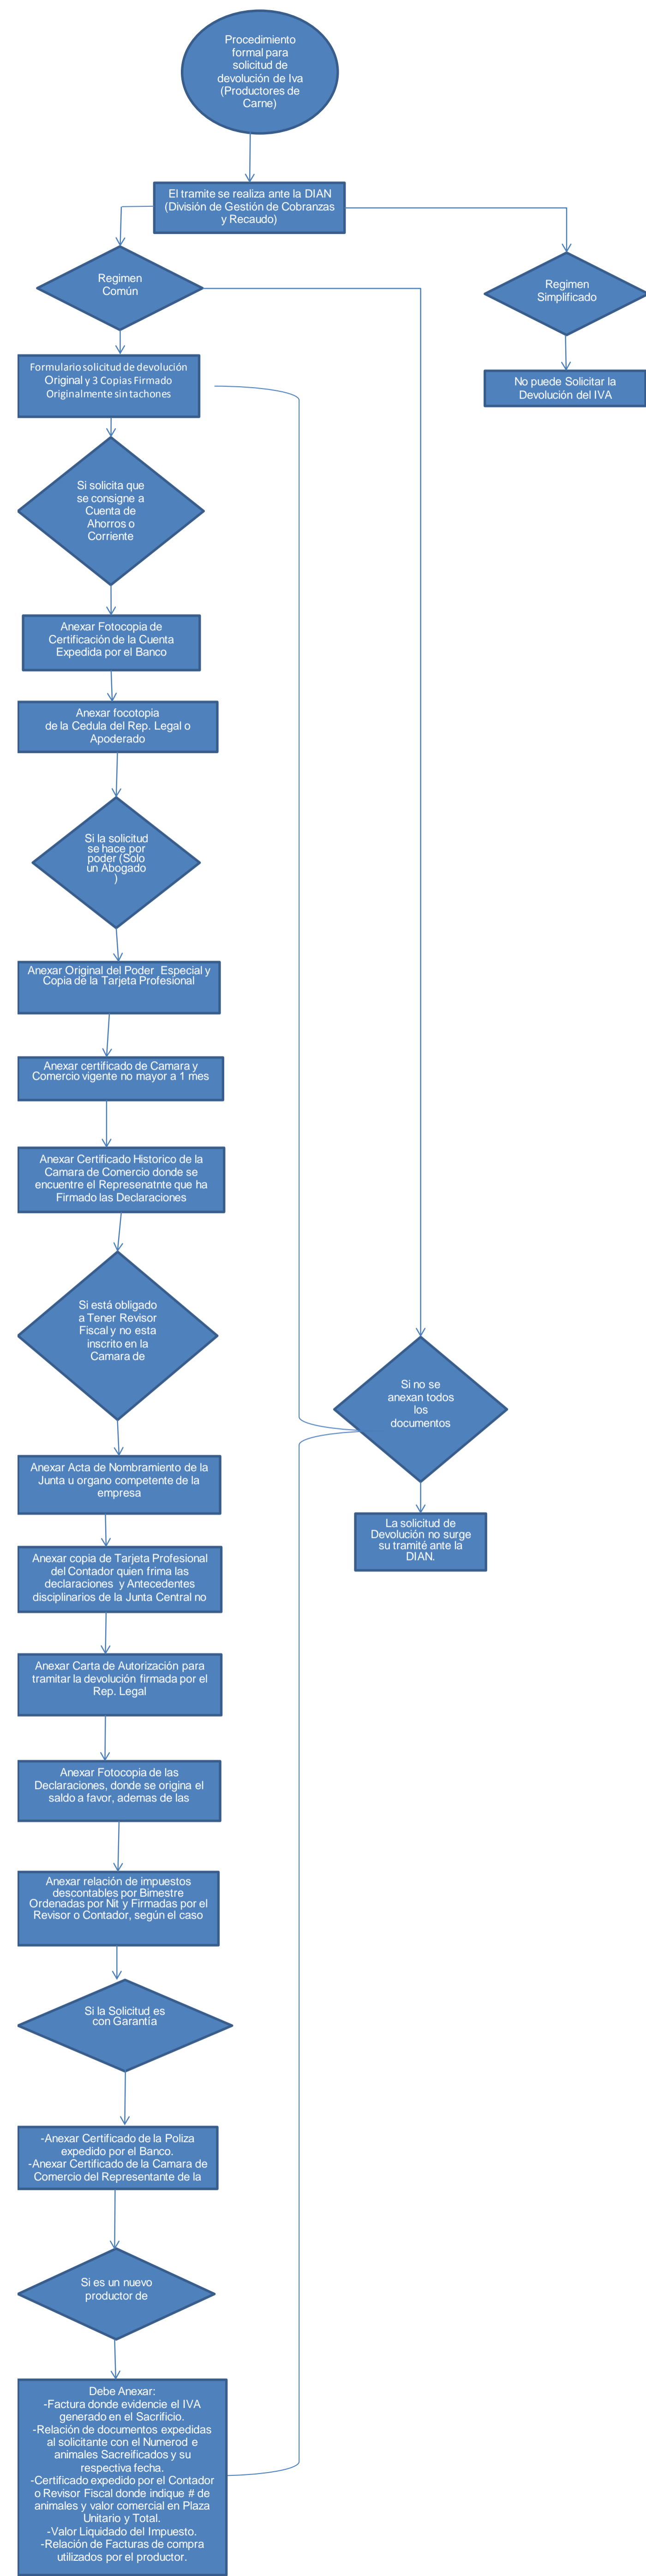 Procedimiento
formal para
solicitud de
devolución de Iva
(Productores de
Carne)
El tramite se realiza ante la DIAN
(División de Gestión de Cobranzas
y Recaudo)
Regimen
Común
Regimen
Simplificado
Formulario solicitud de devolución
Original y 3 Copias Firmado
Originalmente sin tachones
No puede Solicitar la
Devolución del IVA
Si solicita que
se consigne a
Cuenta de
Ahorros o
Corriente
Anexar Fotocopia de
Certificación de la Cuenta
Expedida por el Banco
Anexar focotopia
de la Cedula del Rep. Legal o
Apoderado
Si la solicitud
se hace por
poder (Solo
un Abogado
)
Anexar Original del Poder Especial y
Copia de la Tarjeta Profesional
Anexar certificado de Camara y
Comercio vigente no mayor a 1 mes
Anexar Certificado Historico de la
Camara de Comercio donde se
encuentre el Represenatnte que ha
Firmado las Declaraciones
Si está obligado
a Tener Revisor
Fiscal y no esta
inscrito en la
Camara de
Si no se
anexan todos
los
documentos
Anexar Acta de Nombramiento de la
Junta u organo competente de la
empresa
La solicitud de
Devolución no surge
su tramité ante la
DIAN.
Anexar copia de Tarjeta Profesional
del Contador quien frima las
declaraciones y Antecedentes
disciplinarios de la Junta Central no
Anexar Carta de Autorización para
tramitar la devolución firmada por el
Rep. Legal
Anexar Fotocopia de las
Declaraciones, donde se origina el
saldo a favor, ademas de las
Anexar relación de impuestos
descontables por Bimestre
Ordenadas por Nit y Firmadas por el
Revisor o Contador, según el caso
Si la Solicitud es
con Garantía
-Anexar Certificado de la Poliza
expedido por el Banco.
-Anexar Certificado de la Camara de
Comercio del Representante de la
Si es un nuevo
productor de
Debe Anexar:
-Factura donde evidencie el IVA
generado en el Sacrificio.
-Relación de documentos expedidas
al solicitante con el Numerod e
animales Sacreificados y su
respectiva fecha.
-Certificado expedido por el Contador
o Revisor Fiscal donde indique # de
animales y valor comercial en Plaza
Unitario y Total.
-Valor Liquidado del Impuesto.
-Relación de Facturas de compra
utilizados por el productor.